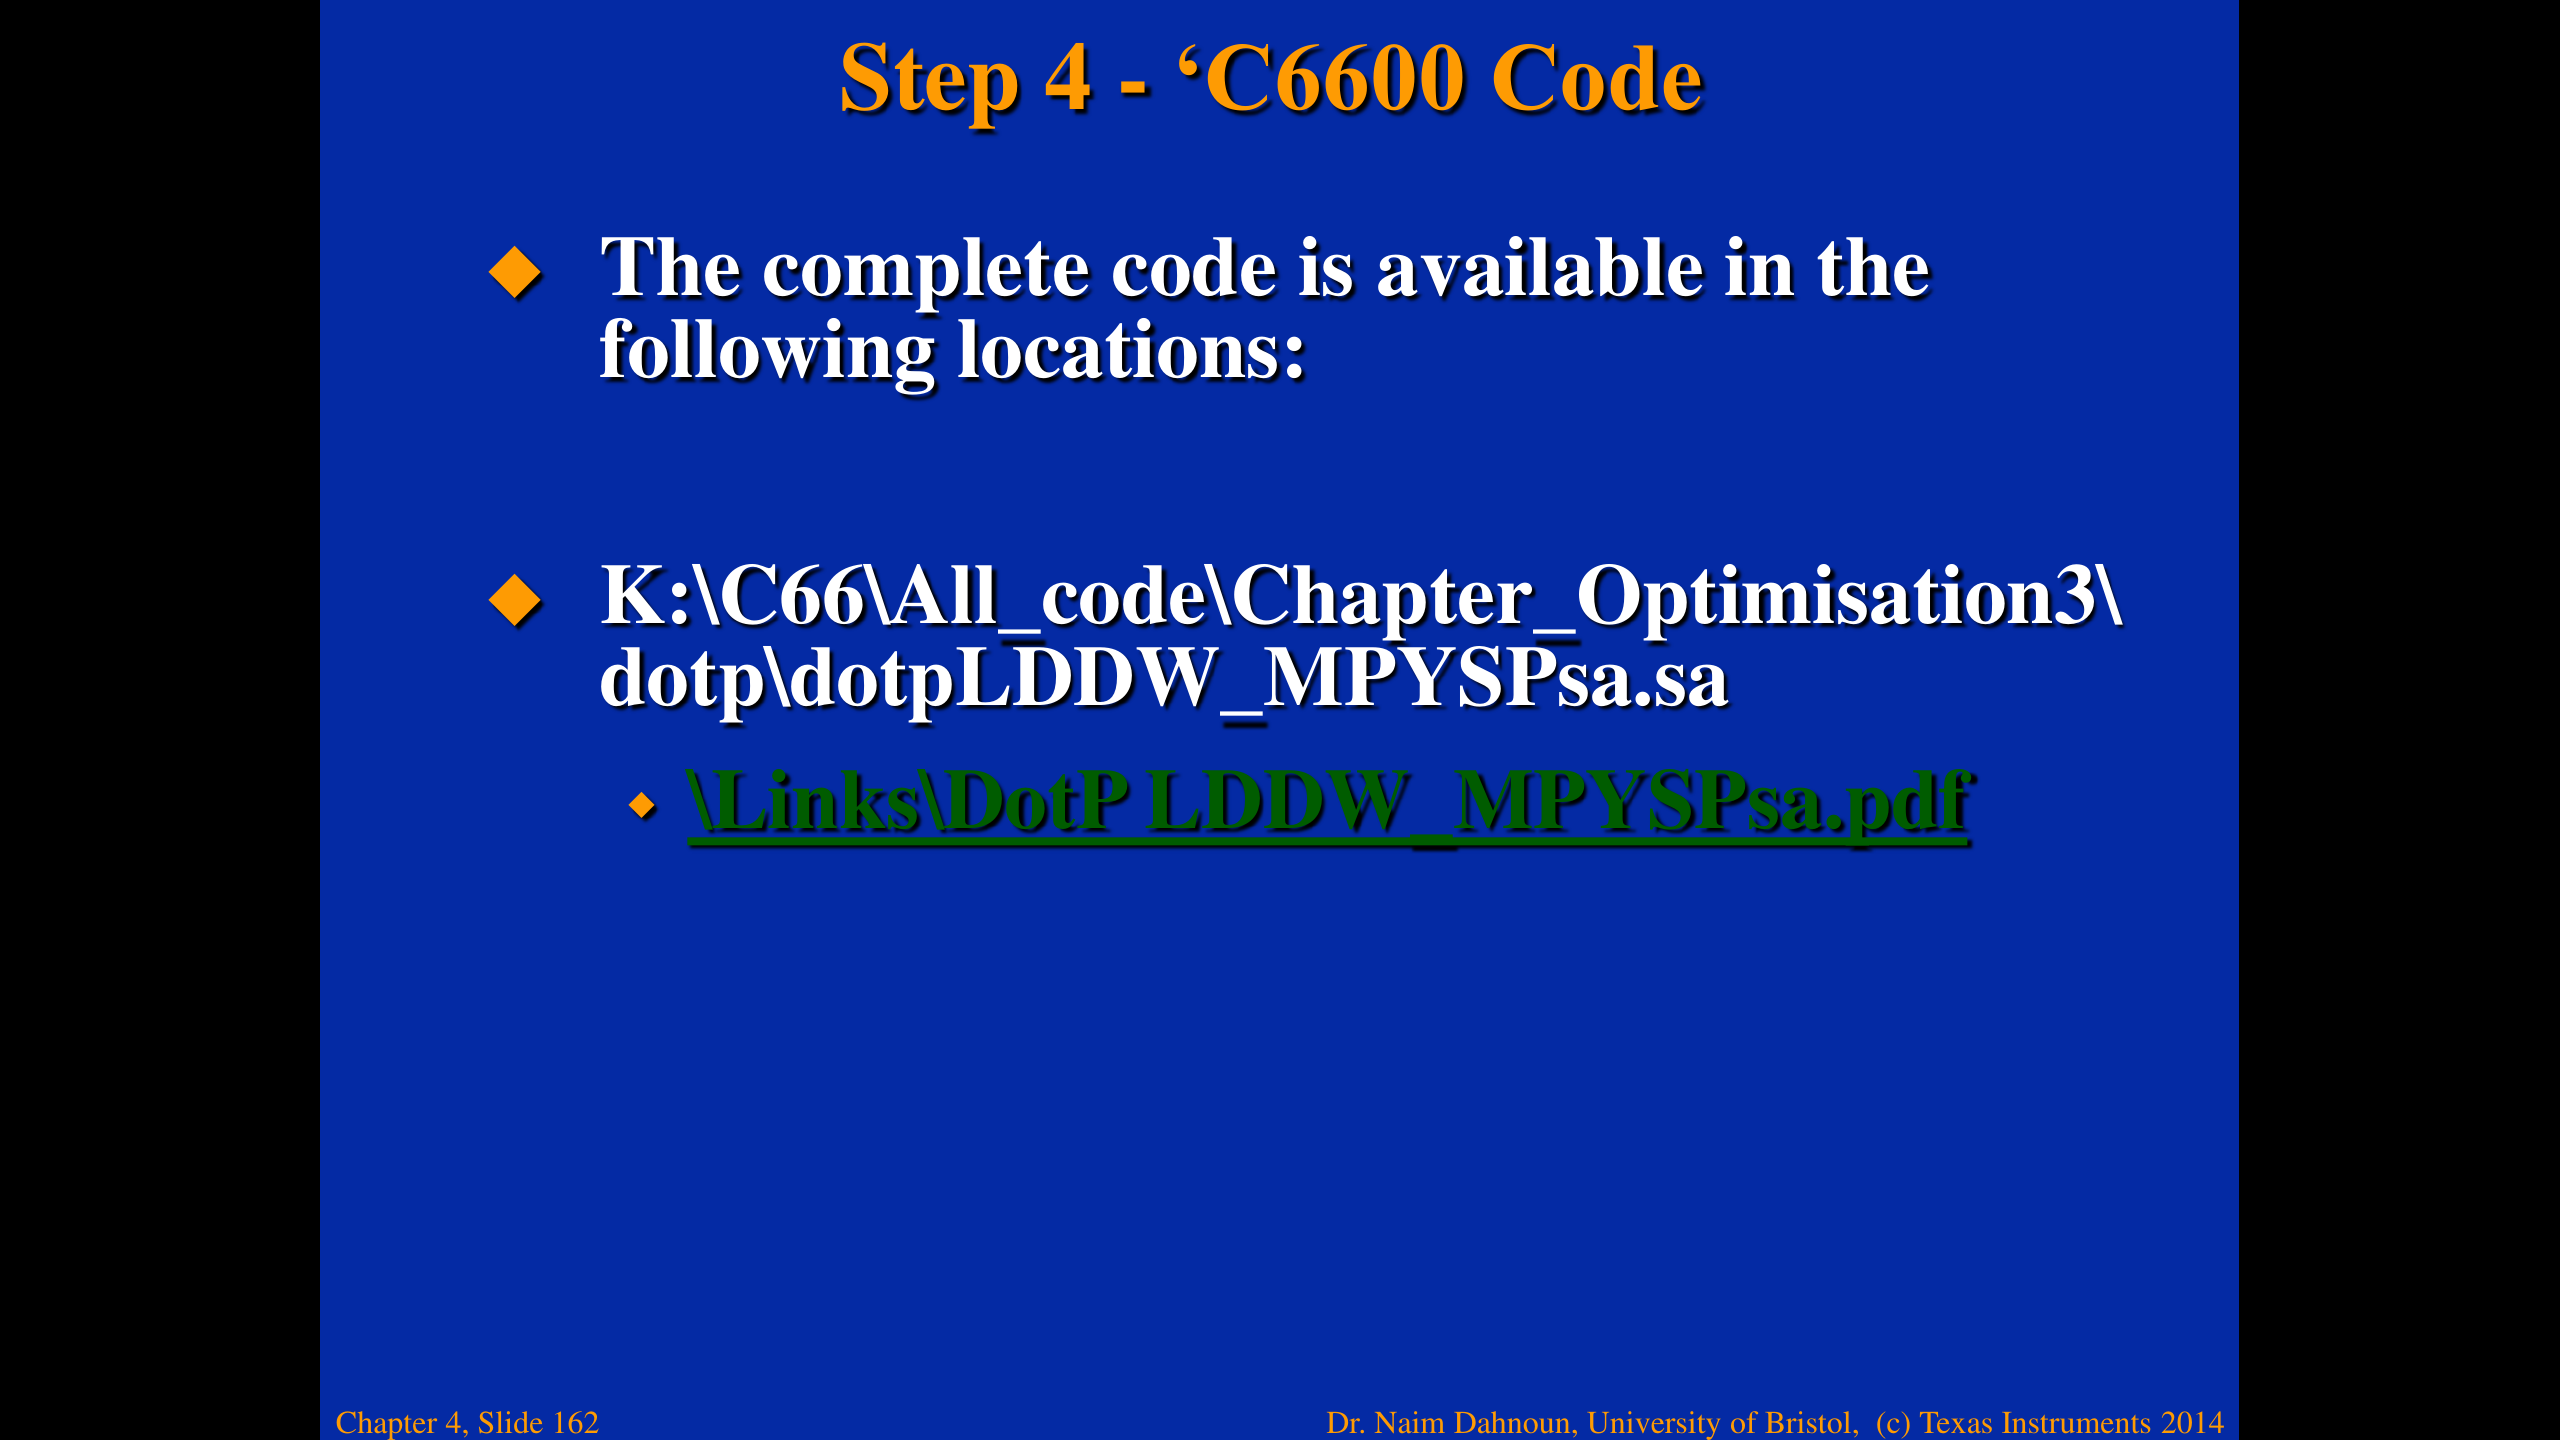 Step 4 - ‘C6600 Code
The complete code is available in the
following locations:
K:\C66\All_code\Chapter_Optimisation3\
dotp\dotpLDDW_MPYSPsa.sa
\Links\DotP LDDW_MPYSPsa.pdf
Chapter 4, Slide 162
Dr. Naim Dahnoun, University of Bristol, (c) Texas Instruments 2014